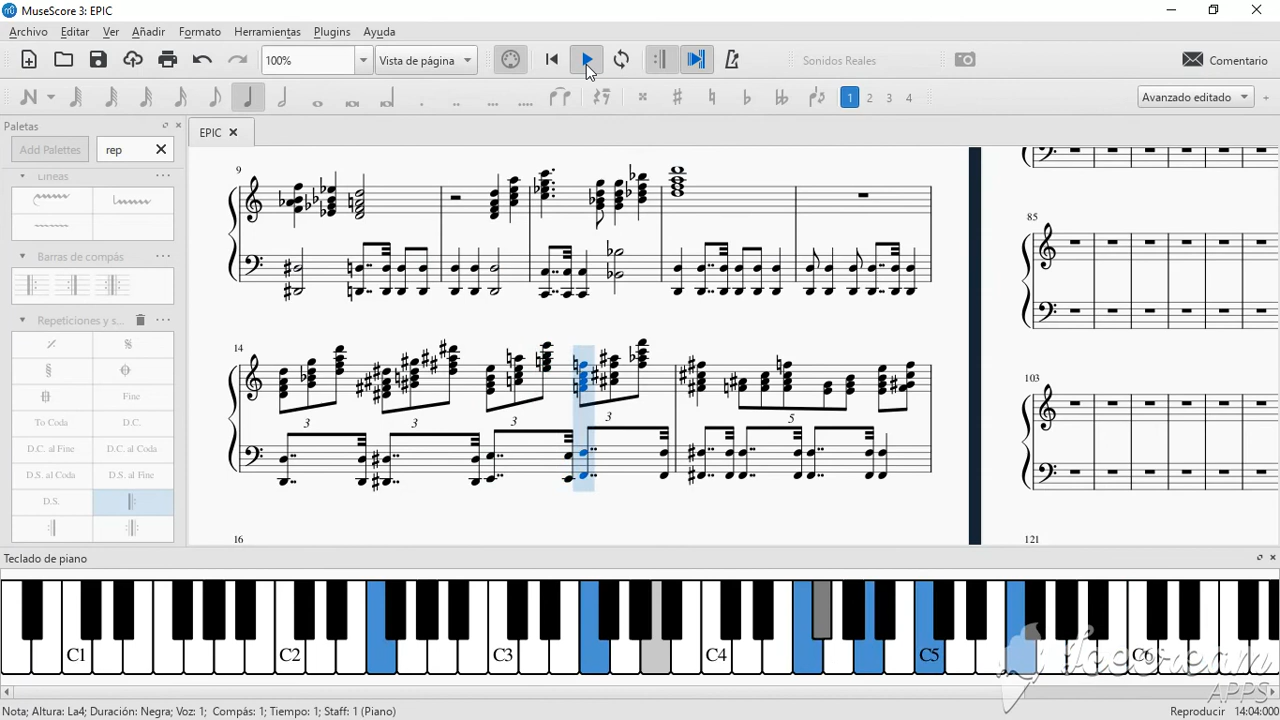 MuseScore 3: EPIC
Archivo Editar Ver Añadir Formato Herramientas Plugins Ayuda
100% Vista de página Sonidos Reales Comentario
1 2 3 4 Avanzado editado
Paletas
Add Palettes rep
EPIC
Líneas
Barras de compás
Repeticiones y s...
Fine
To Coda D.C.
D.C. al Fine D.C. al Coda
D.S. al Coda D.S. al Fine
D.S.
9
14
3 3 3 3 5
3 3
16
85
103
121
Teclado de piano
C1 C2 C3 C4 C5 C6
Icecream
APPS
Nota; Altura: La4; Duración: Negra; Voz: 1; Compás: 1; Tiempo: 1; Staff: 1 (Piano) Reproducir 14:04:000